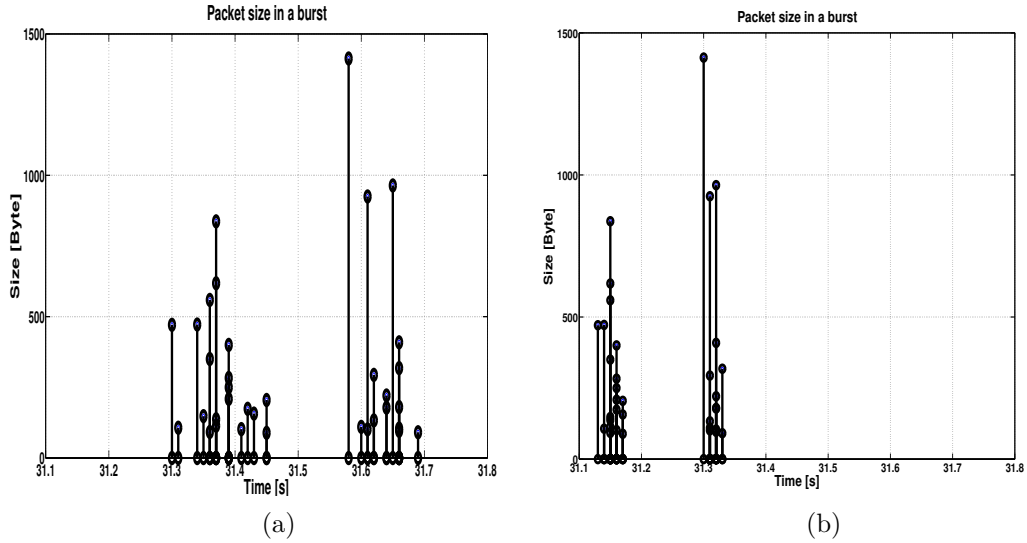 Packet size in a burst
1500
1000
500
0
Size [Byte]
31.1 31.2 31.3 31.4 31.5 31.6 31.7 31.8
Time [s]
(a)
Packet size in a burst
1500
1000
500
0
Size [Byte]
31.1 31.2 31.3 31.4 31.5 31.6 31.7 31.8
Time [s]
(b)